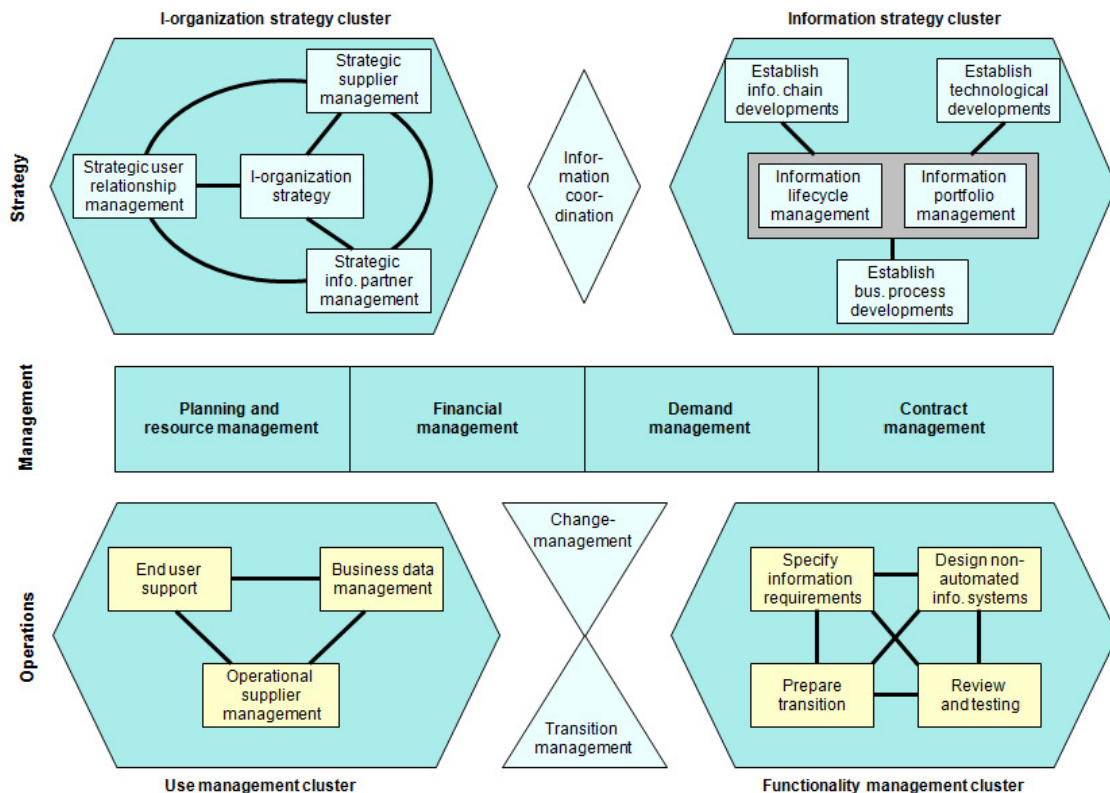 I-organization strategy cluster
Information strategy cluster
Strategy
Strategic
supplier
management
Strategic user
relationship
management
I-organization
strategy
Strategic
info. partner
management
Infor-
mation
coor-
dination
Establish
info. chain
developments
Establish
technological
developments
Information
lifecycle
management
Information
portfolio
management
Establish
bus. process
developments
Management
Planning and
resource management
Financial
management
Demand
management
Contract
management
Operations
End user
support
Business data
management
Operational
supplier
management
Change-
management
Transition
management
Specify
information
requirements
Design non-
automated
info. systems
Prepare
transition
Review
and testing
Use management cluster
Functionality management cluster